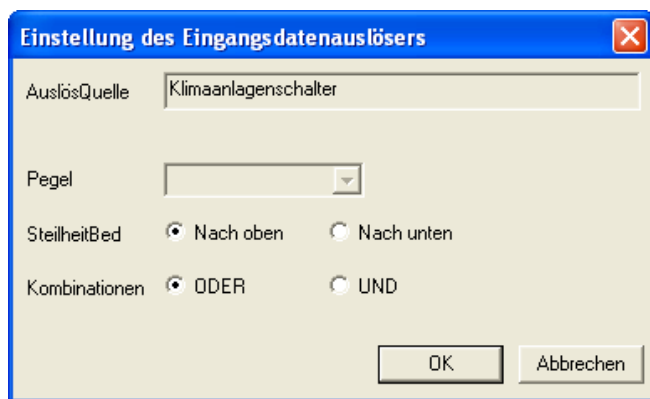 Einstellung des Eingangsdatenauslösers
AuslösQuelle Klimaanlagenschalter
Pegel
SteilheitBed Nach oben Nach unten
Kombinationen ODER UND
OK Abbrechen